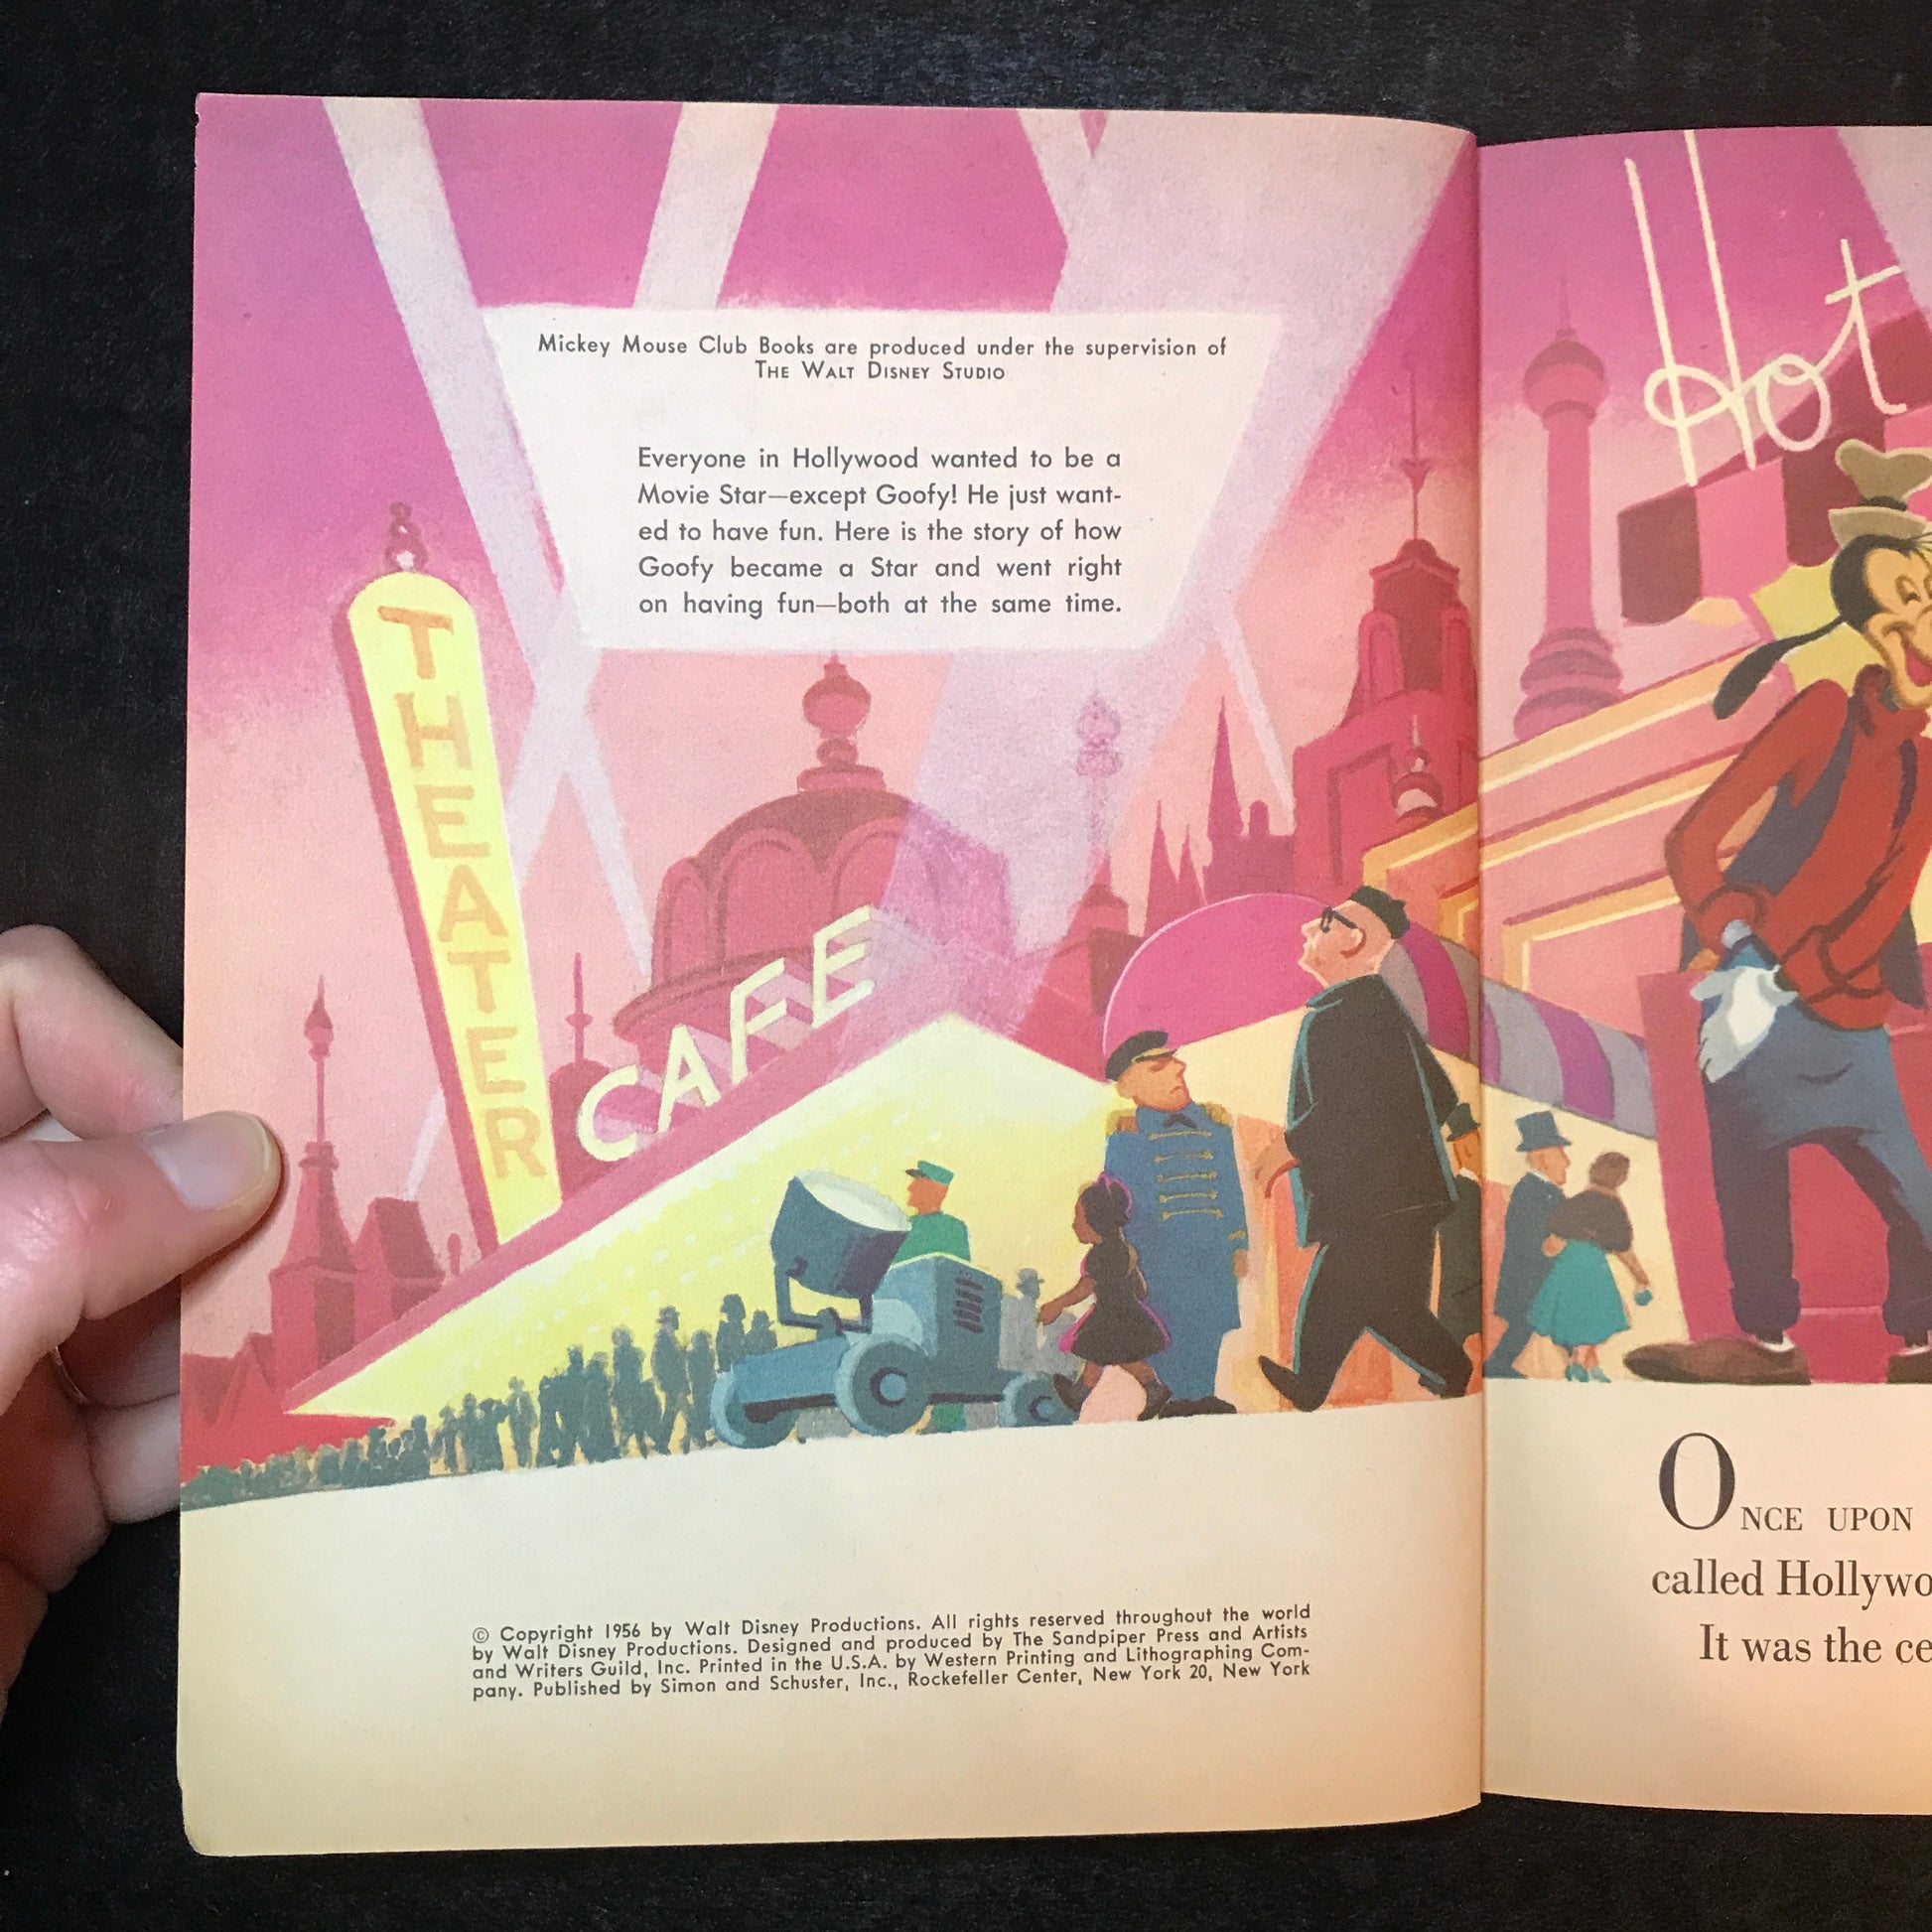 Mickey Mouse Club Books are produced under the supervision of
THE WALT DISNEY STUDIO
Everyone in Hollywood wanted to be a
Movie Star—except Goofy! He just want-
ed to have fun. Here is the story of how
Goofy became a Star and went right
on having fun—both at the same time.
THEATER
CAFE
© Copyright 1956 by Walt Disney Productions. All rights reserved throughout the world
by Walt Disney Productions. Designed and produced by The Sandpiper Press and Artists
and Writers Guild, Inc. Printed in the U.S.A. by Western Printing and Lithographing Com-
pany. Published by Simon and Schuster, Inc., Rockefeller Center, New York 20, New York
Hot
ONCE UPON
called Hollywo
It was the ce